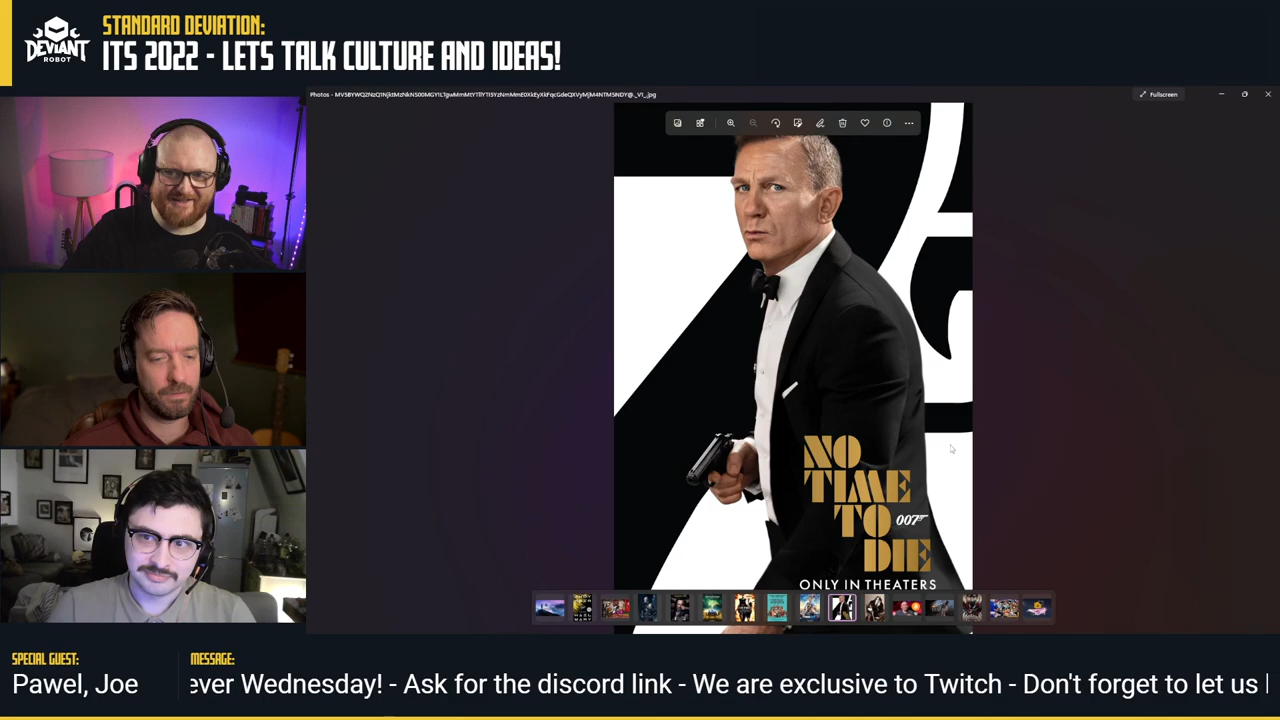 DEVIANT
ROBOT
STANDARD DEVIATION:
ITS 2022 - LETS TALK CULTURE AND IDEAS!
Fullscreen
NO
TIME
TO 007
DIE
ONLY IN THEATERS
SPECIAL GUEST:
Pawel, Joe
MESSAGE:
ever Wednesday! - Ask for the discord link - We are exclusive to Twitch - Don't forget to let us